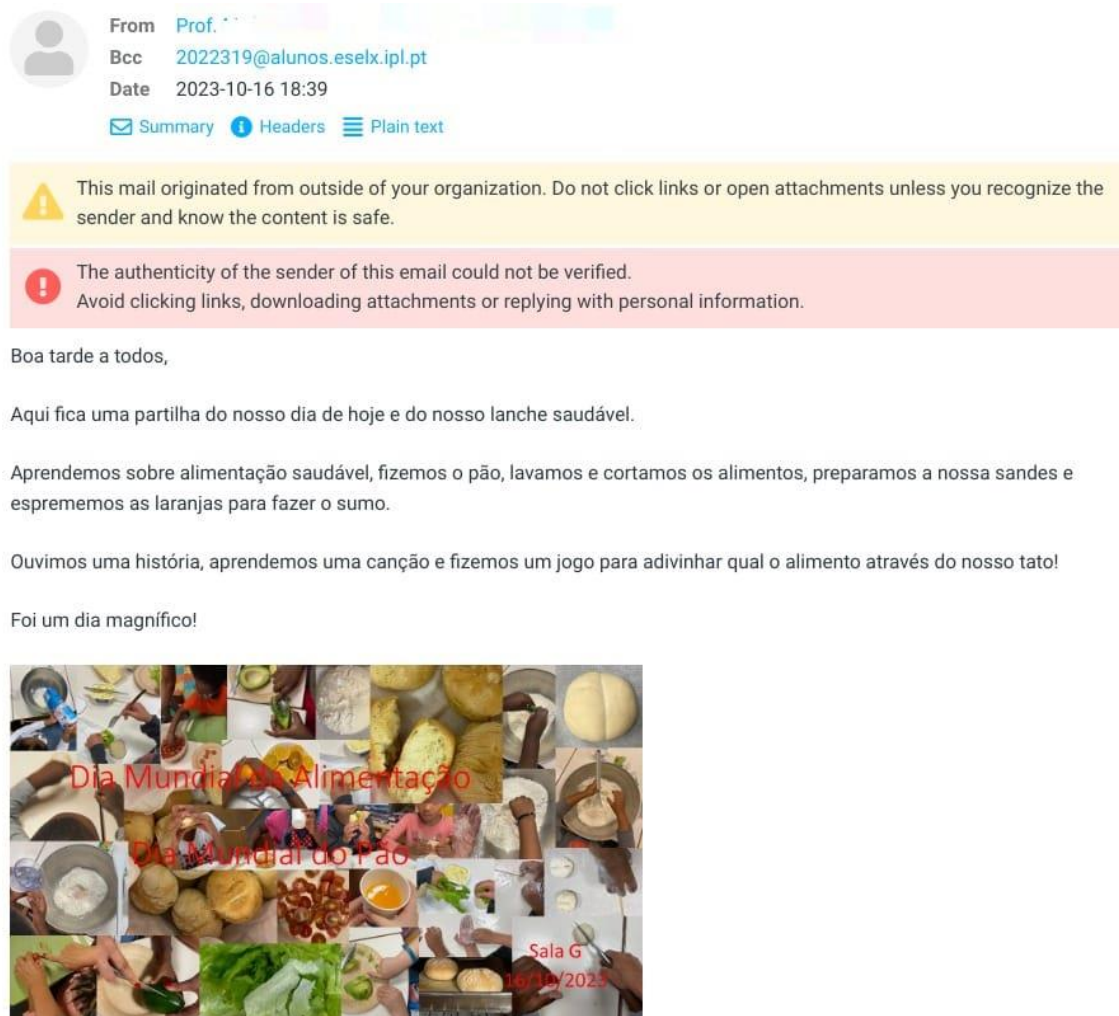 From Prof.
Bcc 2022319@alunos.eselx.ipl.pt
Date 2023-10-16 18:39
Summary Headers Plain text
This mail originated from outside of your organization. Do not click links or open attachments unless you recognize the
sender and know the content is safe.
The authenticity of the sender of this email could not be verified.
Avoid clicking links, downloading attachments or replying with personal information.
Boa tarde a todos,
Aqui fica uma partilha do nosso dia de hoje e do nosso lanche saudável.
Aprendemos sobre alimentação saudável, fizemos o pão, lavamos e cortamos os alimentos, preparamos a nossa sandes e
esprememos as laranjas para fazer o sumo.
Ouvimos uma história, aprendemos uma canção e fizemos um jogo para adivinhar qual o alimento através do nosso tato!
Foi um dia magnífico!
Dia Mundial da Alimentação
Dia Mundial do Pão
Sala G
16/10/2023